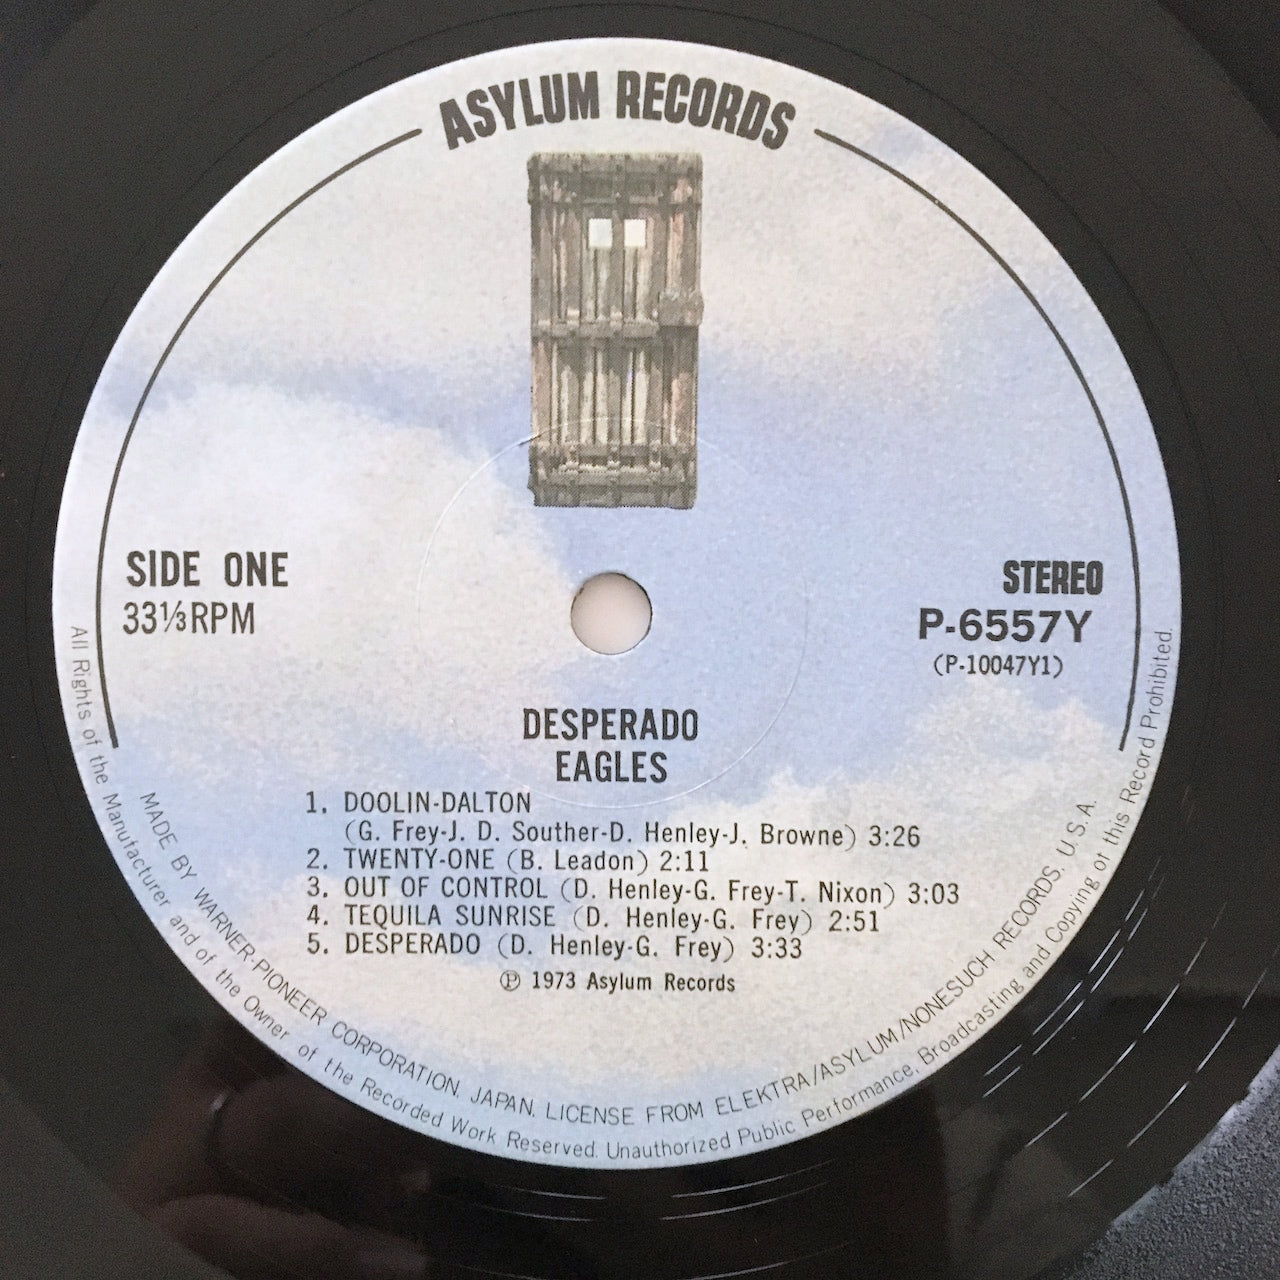 ASYLUM RECORDS
SIDE ONE
33⅓RPM
STEREO
P-6557Y
(P-10047Y1)
DESPERADO
EAGLES
1. DOOLIN-DALTON
(G. Frey-J. D. Souther-D. Henley-J. Browne) 3:26
2. TWENTY-ONE (B. Leadon) 2:11
3. OUT OF CONTROL (D. Henley-G. Frey-T. Nixon) 3:03
4. TEQUILA SUNRISE (D. Henley-G. Frey) 2:51
5. DESPERADO (D. Henley-G. Frey) 3:33
℗ 1973 Asylum Records
MADE BY WARNER-PIONEER CORPORATION, JAPAN. LICENSE FROM ELEKTRA/ASYLUM/NONESUCH RECORDS, U.S.A.
All Rights of the Manufacturer and of the Owner of the Recorded Work Reserved. Unauthorized Public Performance, Broadcasting and Copying of this Record Prohibited.